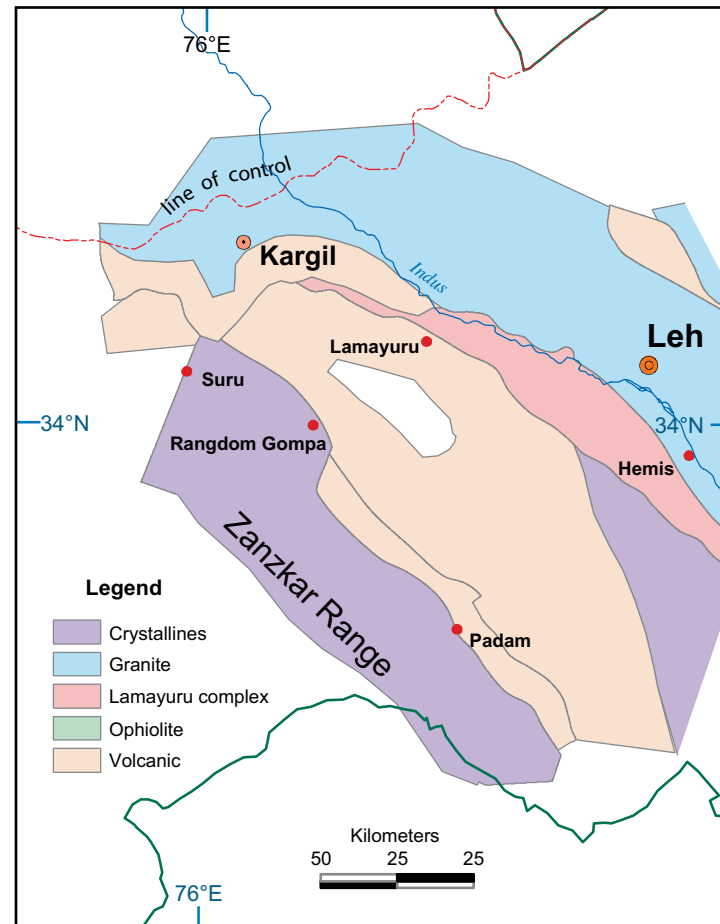 76°E
line of control
Kargil
Indus
Leh
Lamayuru
Suru
34°N
34°N
Rangdom Gompa
Hemis
Zanzkar Range
Legend
Crystallines
Granite
Lamayuru complex
Ophiolite
Volcanic
Padam
Kilometers
50 25 25
76°E